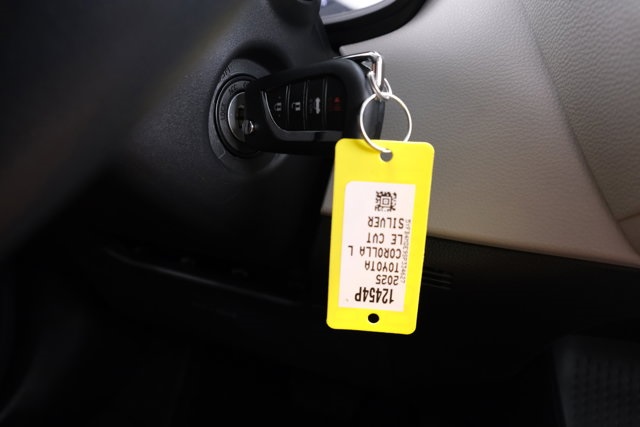 12454P
2025
TOYOTA
COROLLA L
LE CVT
SILVER